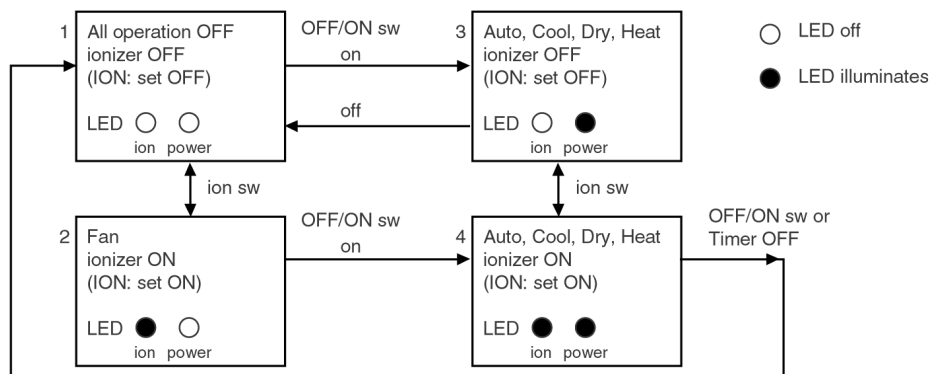 1
All operation OFF
ionizer OFF
(ION: set OFF)
LED
ion power
OFF/ON sw
on
off
3
Auto, Cool, Dry, Heat
ionizer OFF
(ION: set OFF)
LED
ion power
LED off
LED illuminates
ion sw
ion sw
2
Fan
ionizer ON
(ION: set ON)
LED
ion power
OFF/ON sw
on
4
Auto, Cool, Dry, Heat
ionizer ON
(ION: set ON)
LED
ion power
OFF/ON sw or
Timer OFF